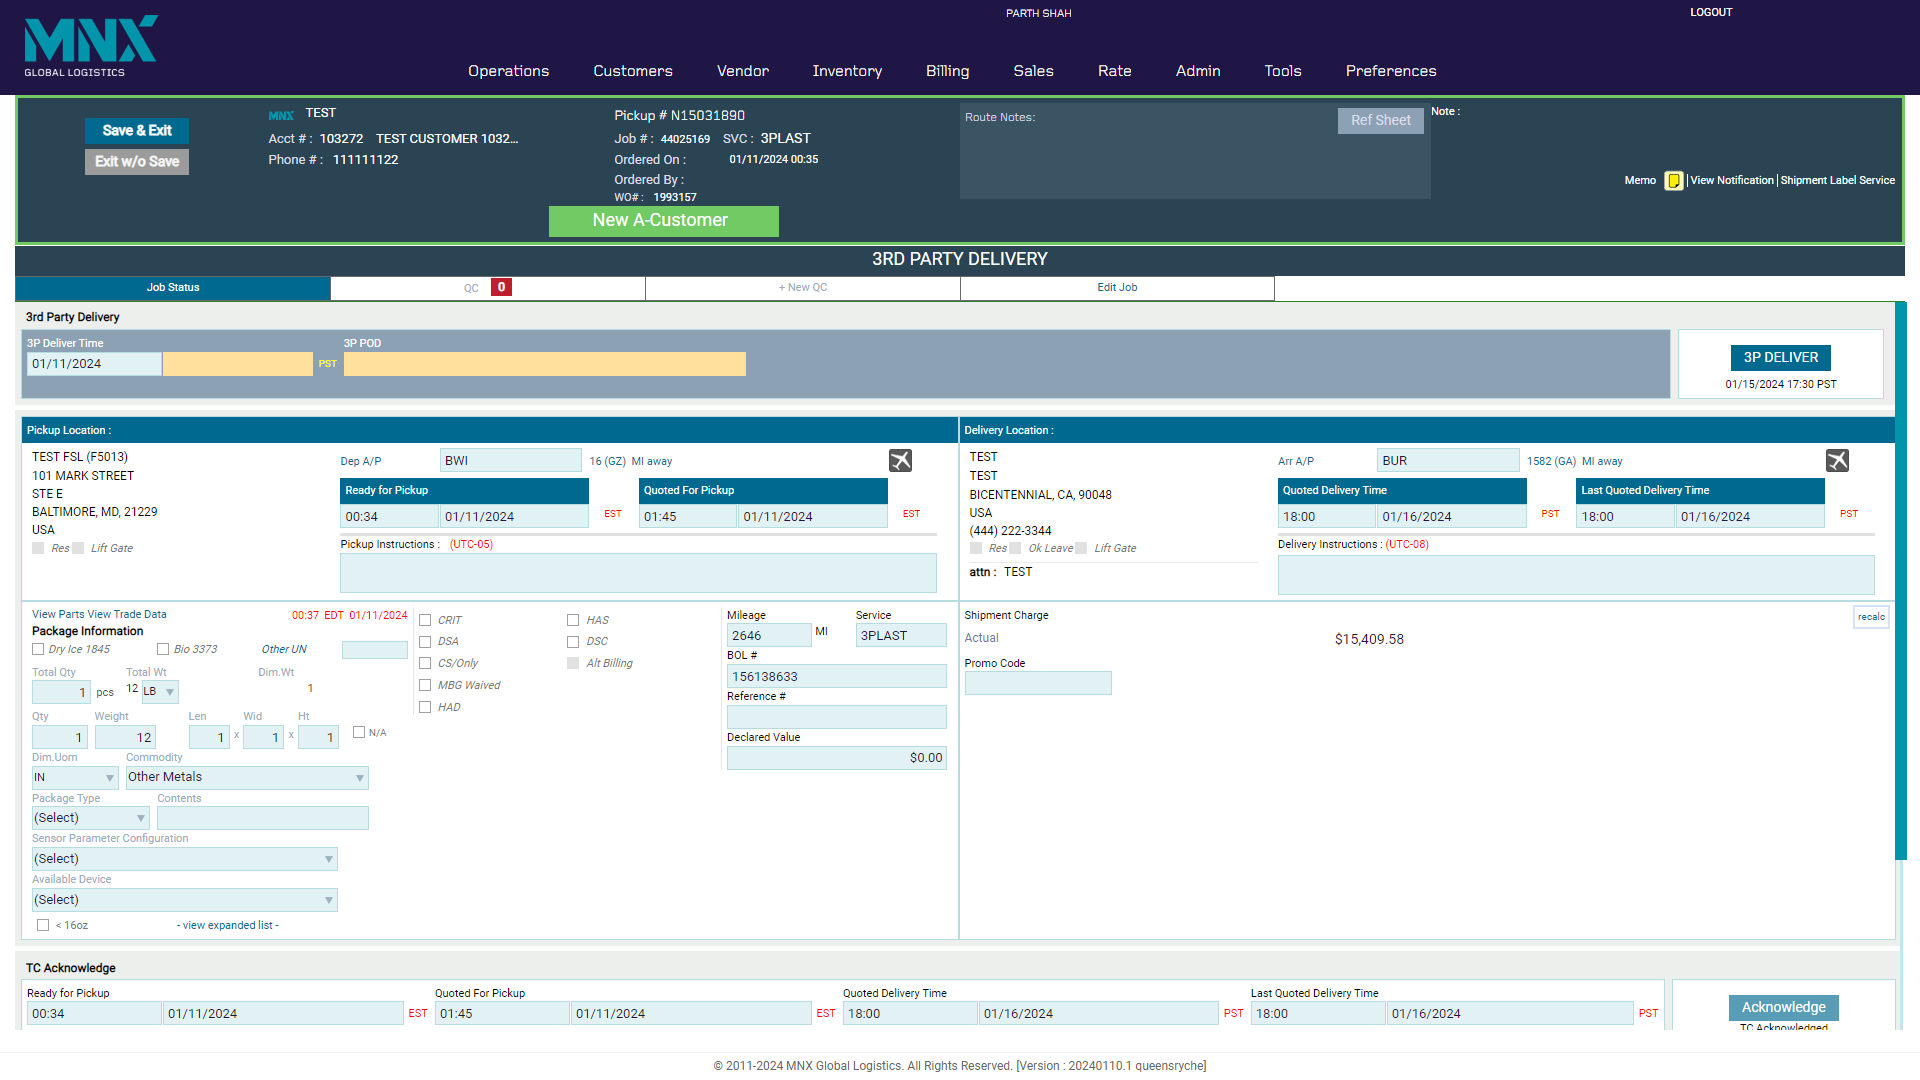 MNX
GLOBAL LOGISTICS
PARTH SHAH
LOGOUT
Operations Customers Vendor Inventory Billing Sales Rate Admin Tools Preferences
Save & Exit
Exit w/o Save
MNX TEST
Acct # : 103272 TEST CUSTOMER 1032...
Phone # : 111111122
Pickup # N15031890
Job # : 44025169 SVC : 3PLAST
Ordered On : 01/11/2024 00:35
Ordered By :
WO# : 1993157
New A-Customer
Route Notes:
Ref Sheet
Note :
Memo | View Notification | Shipment Label Service
3RD PARTY DELIVERY
Job Status QC 0 + New QC Edit Job
3rd Party Delivery
3P Deliver Time 3P POD
01/11/2024 PST
3P DELIVER
01/15/2024 17:30 PST
Pickup Location :
TEST FSL (F5013)
101 MARK STREET
STE E
BALTIMORE, MD, 21229
USA
Res Lift Gate
Dep A/P BWI 16 (GZ) MI away
Ready for Pickup Quoted For Pickup
00:34 01/11/2024 EST 01:45 01/11/2024 EST
Pickup Instructions : (UTC-05)
Delivery Location :
TEST
TEST
BICENTENNIAL, CA, 90048
USA
(444) 222-3344
Res Ok Leave Lift Gate
attn : TEST
Arr A/P BUR 1582 (GA) MI away
Quoted Delivery Time Last Quoted Delivery Time
18:00 01/16/2024 PST 18:00 01/16/2024 PST
Delivery Instructions : (UTC-08)
View Parts View Trade Data 00:37 EDT 01/11/2024
Package Information
Dry Ice 1845 Bio 3373 Other UN
Total Qty Total Wt Dim.Wt
1 pcs 12 LB 1
Qty Weight Len Wid Ht
1 12 1 x 1 x 1 N/A
Dim.Uom Commodity
IN Other Metals
Package Type Contents
(Select)
Sensor Parameter Configuration
(Select)
Available Device
(Select)
< 16oz - view expanded list -
CRIT HAS
DSA DSC
CS/Only Alt Billing
MBG Waived
HAD
Mileage Service
2646 MI 3PLAST
BOL #
156138633
Reference #
Declared Value
$0.00
Shipment Charge recalc
Actual $15,409.58
Promo Code
TC Acknowledge
Ready for Pickup Quoted For Pickup Quoted Delivery Time Last Quoted Delivery Time
00:34 01/11/2024 EST 01:45 01/11/2024 EST 18:00 01/16/2024 PST 18:00 01/16/2024 PST
Acknowledge
TC Acknowledged
© 2011-2024 MNX Global Logistics. All Rights Reserved. [Version : 20240110.1 queensryche]